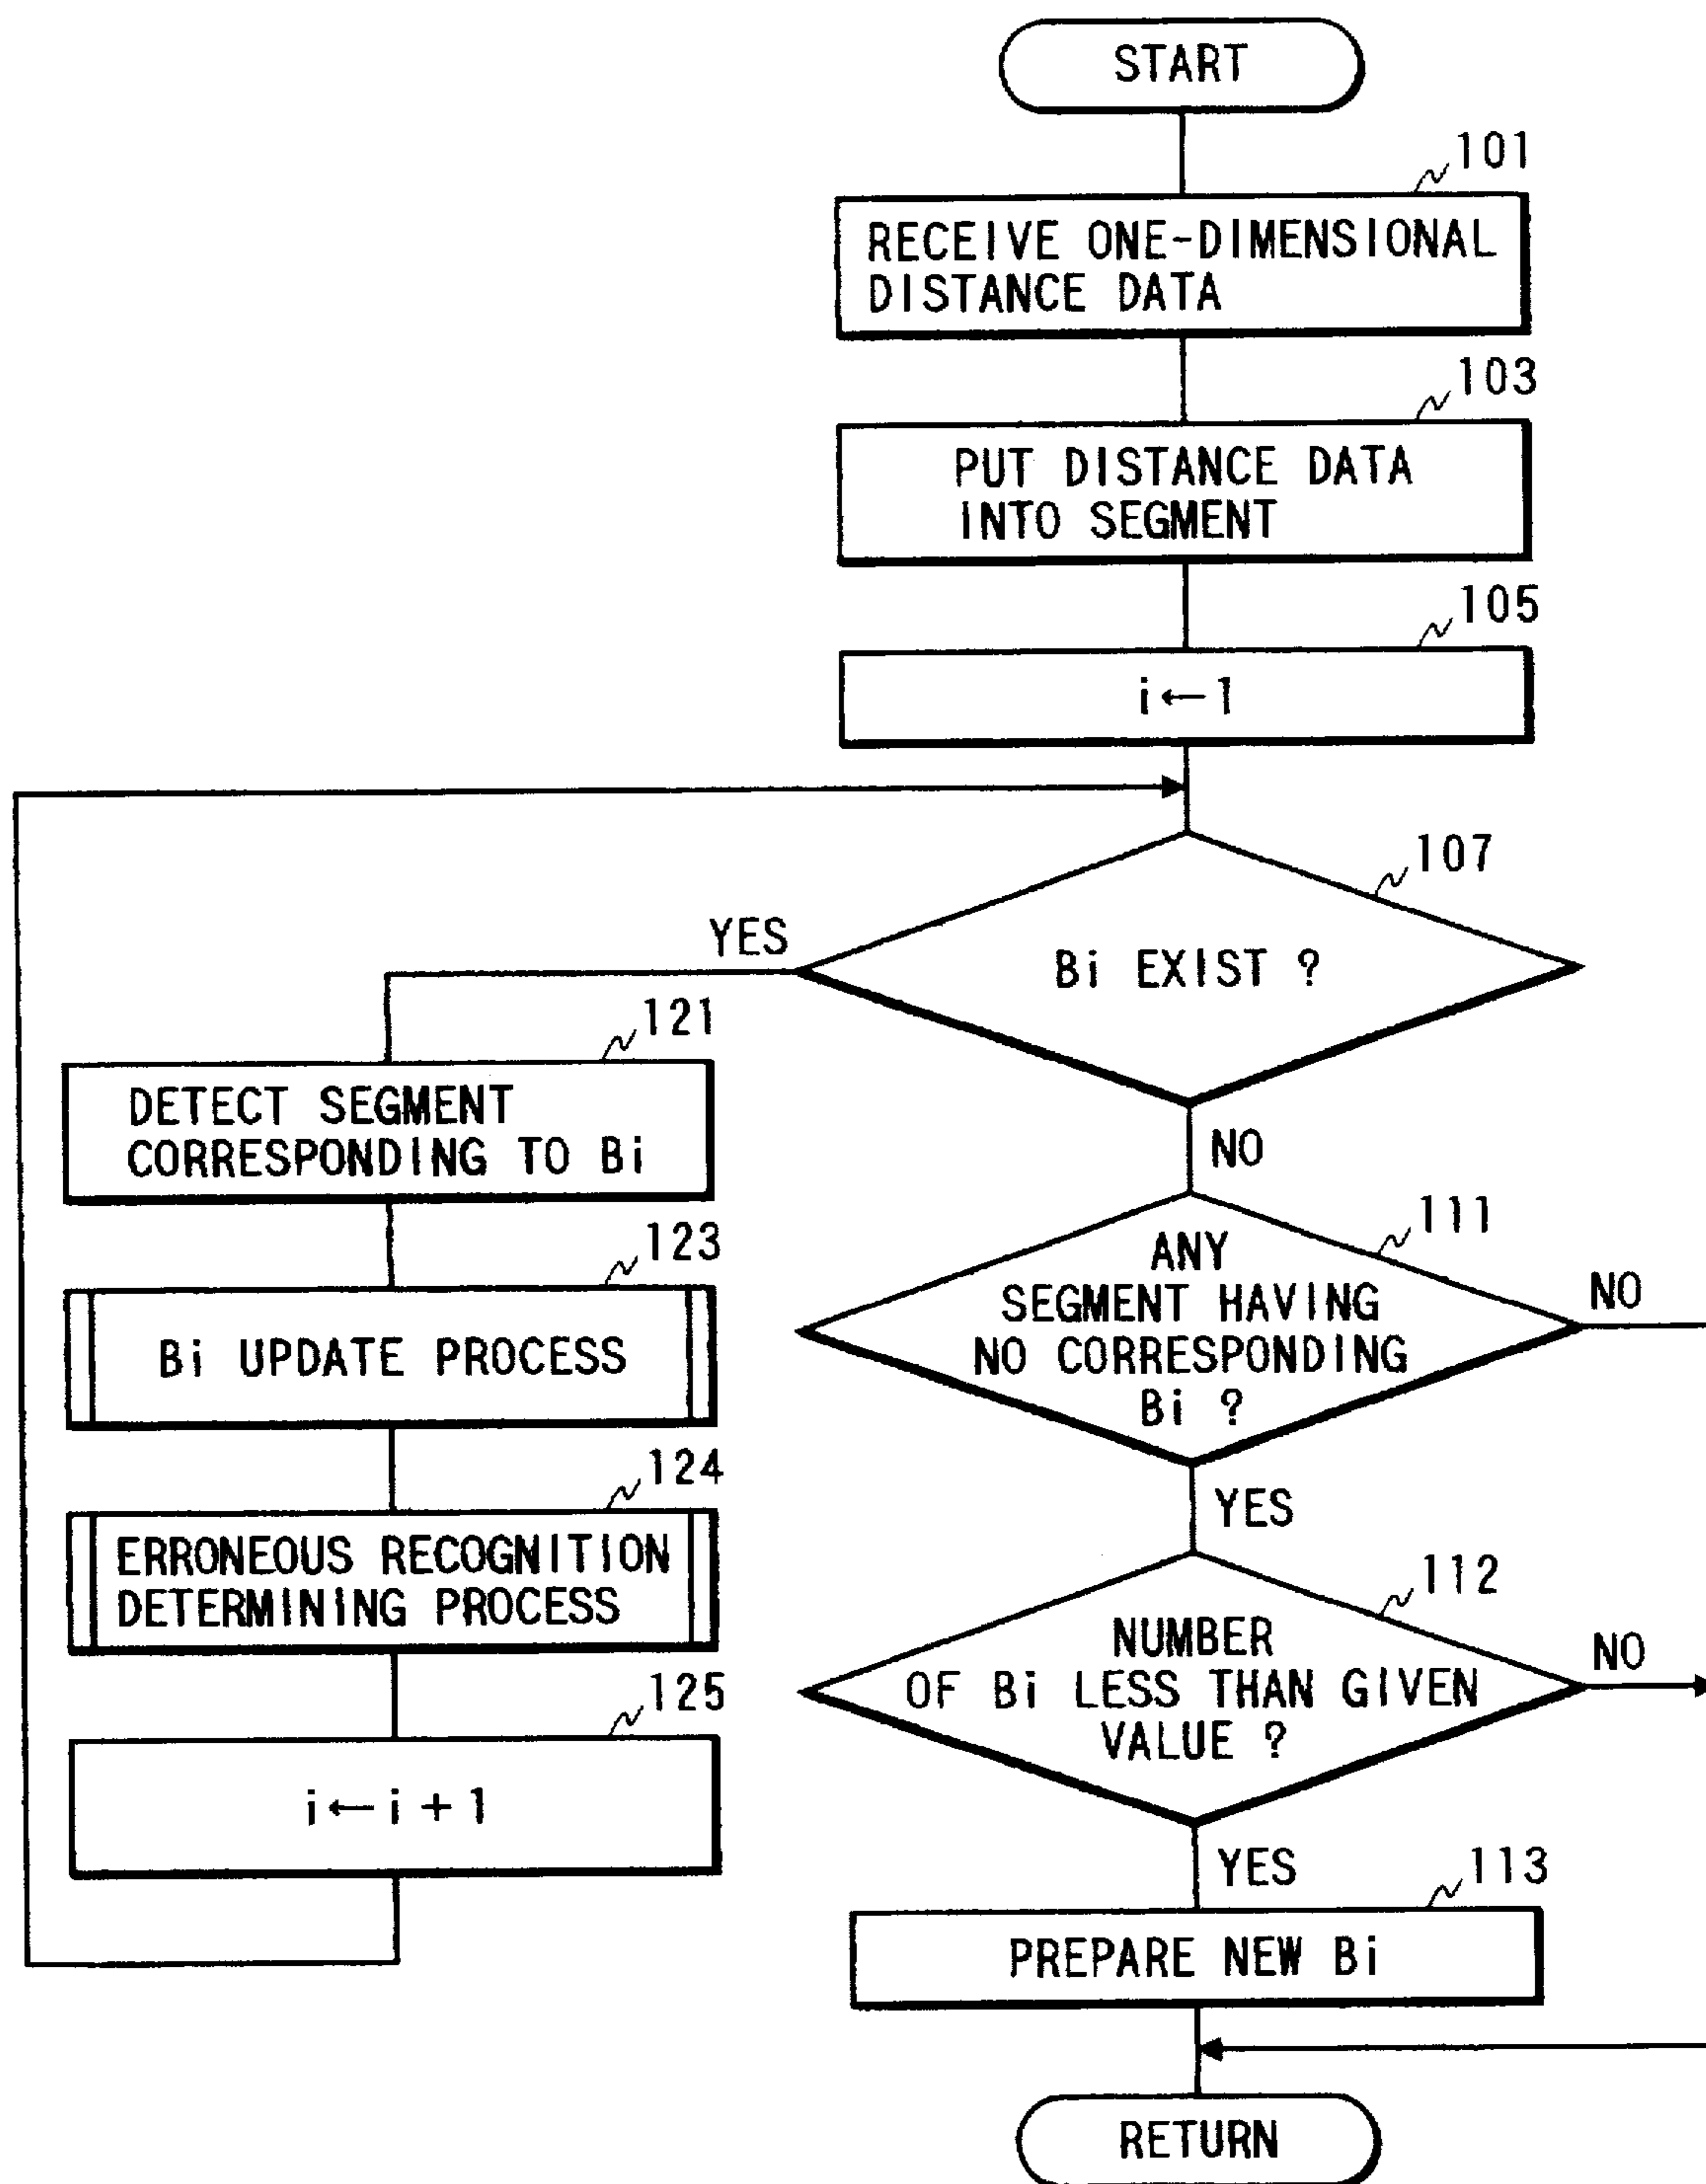 START
101
RECEIVE ONE-DIMENSIONAL
DISTANCE DATA
103
PUT DISTANCE DATA
INTO SEGMENT
105
i←1
107
Bi EXIST ?
YES
NO
121
DETECT SEGMENT
CORRESPONDING TO Bi
123
Bi UPDATE PROCESS
124
ERRONEOUS RECOGNITION
DETERMINING PROCESS
125
i←i+1
111
ANY
SEGMENT HAVING
NO CORRESPONDING
Bi ?
NO
YES
112
NUMBER
OF Bi LESS THAN GIVEN
VALUE ?
NO
YES
113
PREPARE NEW Bi
RETURN